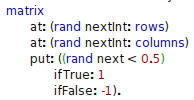 matrix
at: (rand nextInt: rows)
at: (rand nextInt: columns)
put: ((rand next < 0.5)
ifTrue: 1
ifFalse: -1).